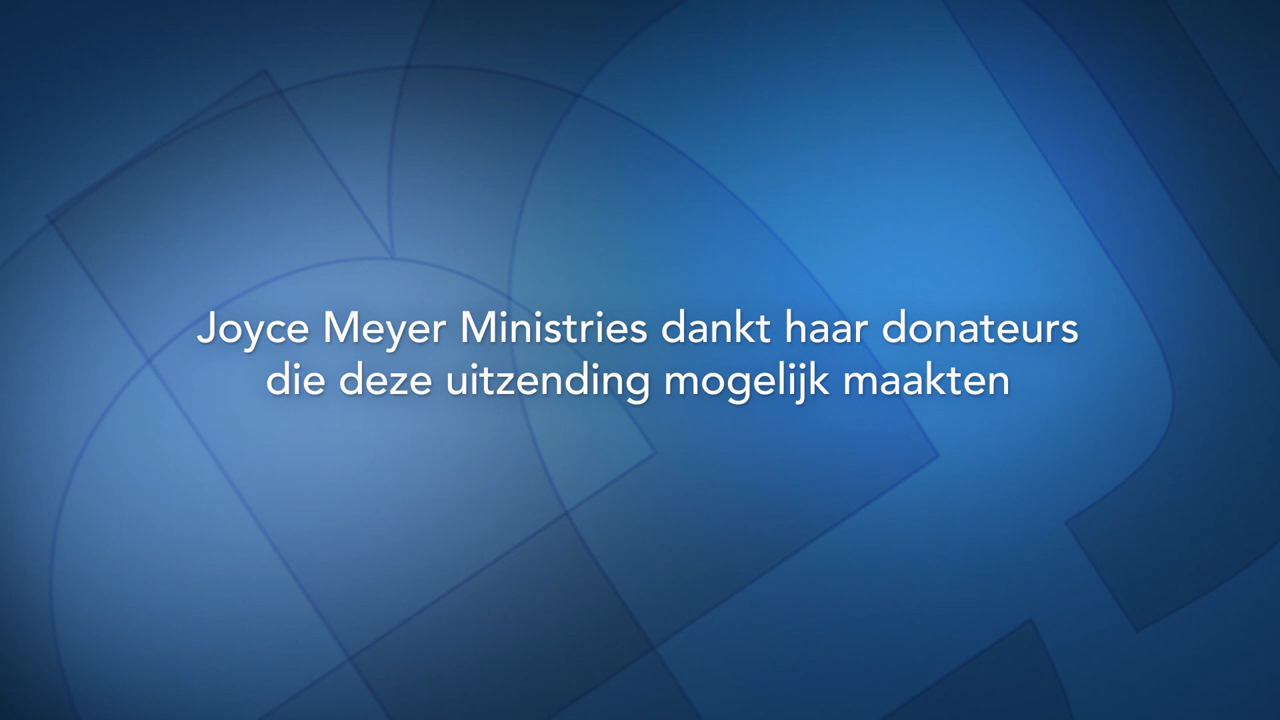 Joyce Meyer Ministries dankt haar donateurs
die deze uitzending mogelijk maakten